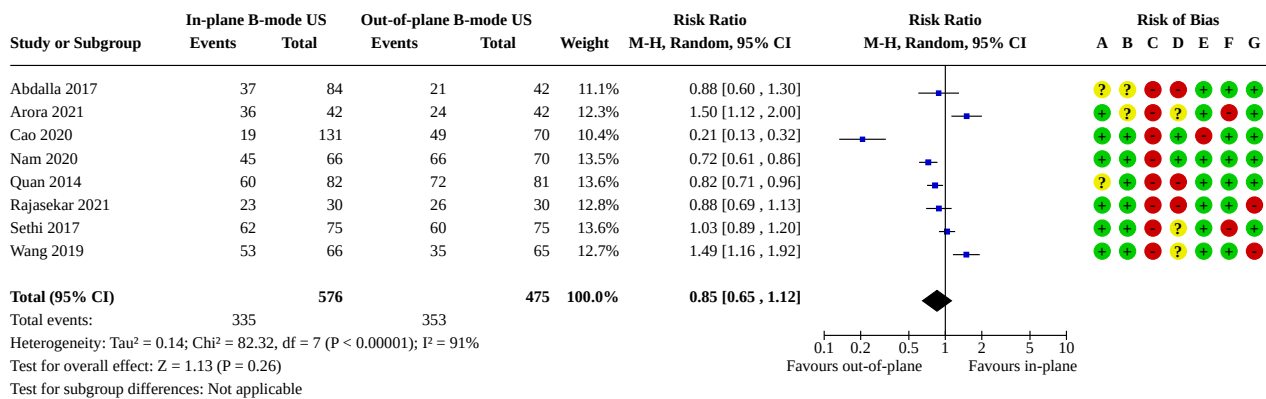 In-plane B-mode US Out-of-plane B-mode US Risk Ratio Risk Ratio Risk of Bias
Study or Subgroup Events Total Events Total Weight M-H, Random, 95% CI M-H, Random, 95% CI A B C D E F G
Abdalla 2017 37 84 21 42 11.1% 0.88 [0.60 , 1.30] ? ? - - + + +
Arora 2021 36 42 24 42 12.3% 1.50 [1.12 , 2.00] + ? - ? + - +
Cao 2020 19 131 49 70 10.4% 0.21 [0.13 , 0.32] + + - + - + +
Nam 2020 45 66 66 70 13.5% 0.72 [0.61 , 0.86] + + - + + + +
Quan 2014 60 82 72 81 13.6% 0.82 [0.71 , 0.96] ? + - - + + +
Rajasekar 2021 23 30 26 30 12.8% 0.88 [0.69 , 1.13] + + - - + + -
Sethi 2017 62 75 60 75 13.6% 1.03 [0.89 , 1.20] + + - ? + - +
Wang 2019 53 66 35 65 12.7% 1.49 [1.16 , 1.92] + + - ? + + -
Total (95% CI) 576 475 100.0% 0.85 [0.65 , 1.12]
Total events: 335 353
Heterogeneity: Tau² = 0.14; Chi² = 82.32, df = 7 (P < 0.00001); I² = 91%
0.1 0.2 0.5 1 2 5 10
Test for overall effect: Z = 1.13 (P = 0.26)
Favours out-of-plane Favours in-plane
Test for subgroup differences: Not applicable